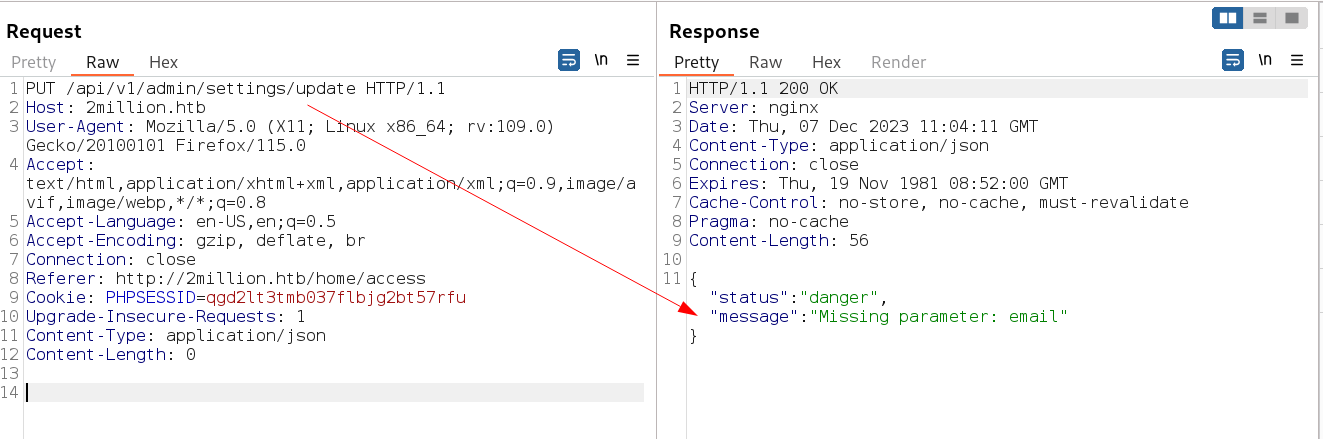 Request
Pretty Raw Hex \n
1 PUT /api/v1/admin/settings/update HTTP/1.1
2 Host: 2million.htb
3 User-Agent: Mozilla/5.0 (X11; Linux x86_64; rv:109.0)
Gecko/20100101 Firefox/115.0
4 Accept:
text/html,application/xhtml+xml,application/xml;q=0.9,image/a
vif,image/webp,*/*;q=0.8
5 Accept-Language: en-US,en;q=0.5
6 Accept-Encoding: gzip, deflate, br
7 Connection: close
8 Referer: http://2million.htb/home/access
9 Cookie: PHPSESSID=qgd2lt3tmb037flbjg2bt57rfu
10 Upgrade-Insecure-Requests: 1
11 Content-Type: application/json
12 Content-Length: 0
13
14
Response
Pretty Raw Hex Render \n
1 HTTP/1.1 200 OK
2 Server: nginx
3 Date: Thu, 07 Dec 2023 11:04:11 GMT
4 Content-Type: application/json
5 Connection: close
6 Expires: Thu, 19 Nov 1981 08:52:00 GMT
7 Cache-Control: no-store, no-cache, must-revalidate
8 Pragma: no-cache
9 Content-Length: 56
10
11 {
"status":"danger",
"message":"Missing parameter: email"
}